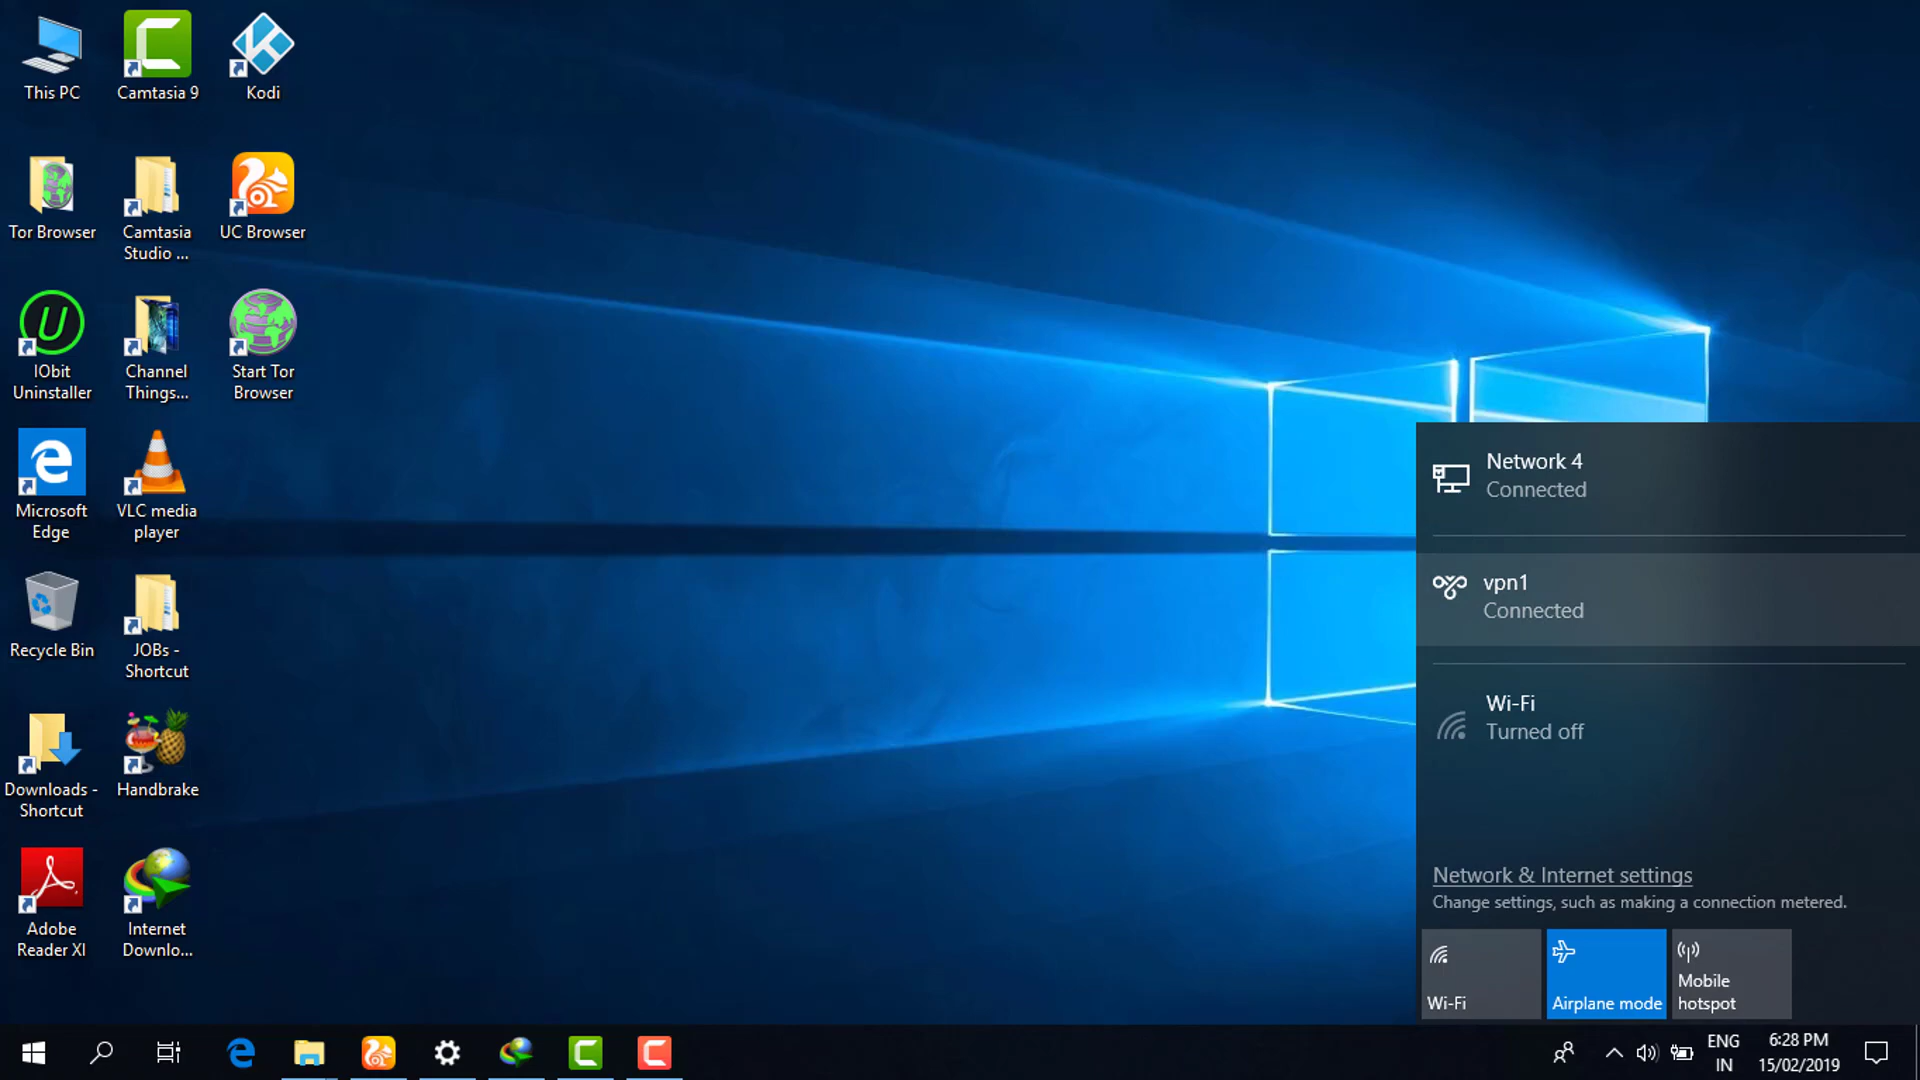 This PC
Camtasia 9
Kodi
Tor Browser
Camtasia
Studio ...
UC Browser
IObit
Uninstaller
Channel
Things...
Start Tor
Browser
Microsoft
Edge
VLC media
player
Recycle Bin
JOBs -
Shortcut
Downloads -
Shortcut
Handbrake
Adobe
Reader XI
Internet
Downlo...
Network 4
Connected
vpn1
Connected
Wi-Fi
Turned off
Network & Internet settings
Change settings, such as making a connection metered.
Wi-Fi
Airplane mode
Mobile
hotspot
ENG
IN
6:28 PM
15/02/2019